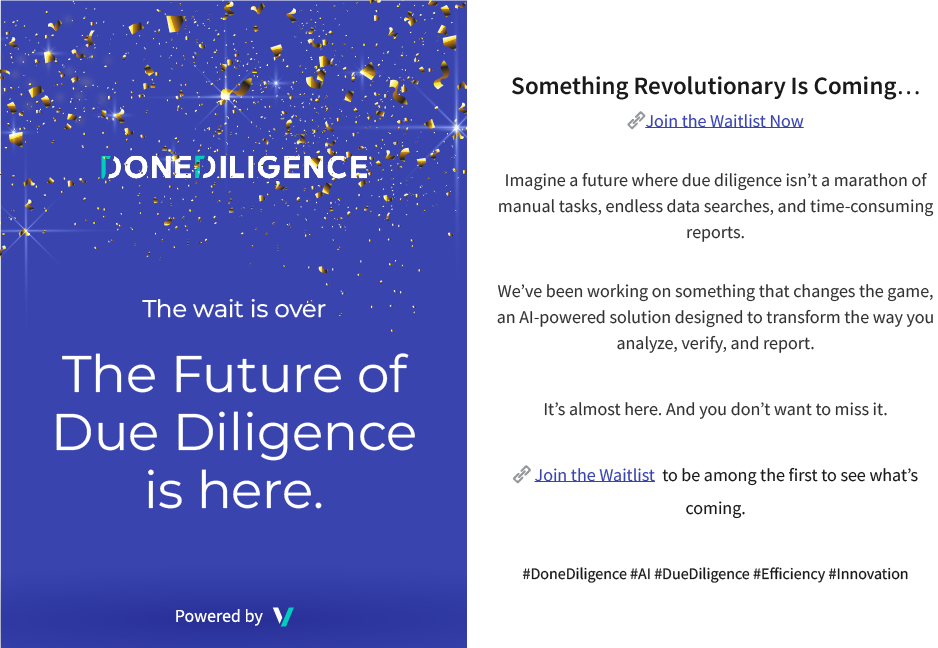 DONEDILIGENCE
The wait is over
The Future of
Due Diligence
is here.
Powered by
Something Revolutionary Is Coming…
Join the Waitlist Now
Imagine a future where due diligence isn’t a marathon of
manual tasks, endless data searches, and time-consuming
reports.
We’ve been working on something that changes the game,
an AI-powered solution designed to transform the way you
analyze, verify, and report.
It’s almost here. And you don’t want to miss it.
Join the Waitlist to be among the first to see what’s
coming.
#DoneDiligence #AI #DueDiligence #Efficiency #Innovation